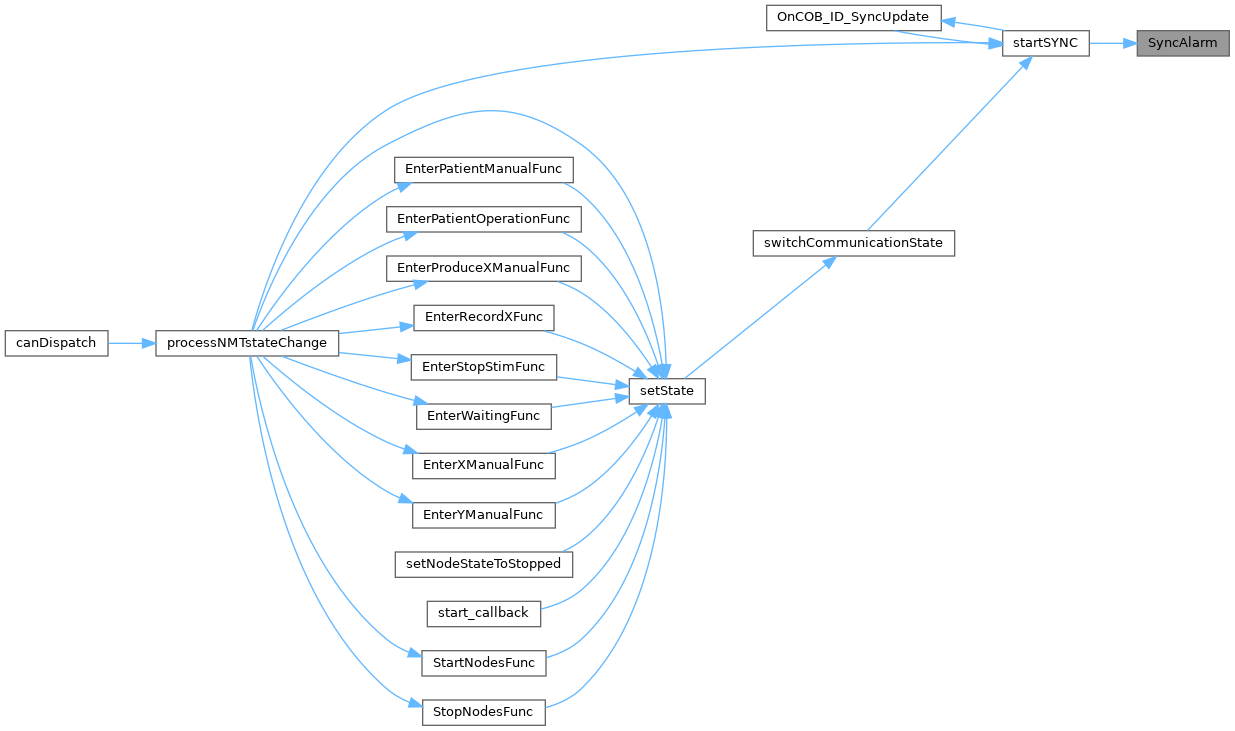 OnCOB_ID_SyncUpdate
startSYNC
SyncAlarm
EnterPatientManualFunc
EnterPatientOperationFunc
switchCommunicationState
EnterProduceXManualFunc
EnterRecordXFunc
canDispatch
processNMTstateChange
EnterStopStimFunc
setState
EnterWaitingFunc
EnterXManualFunc
EnterYManualFunc
setNodeStateToStopped
start_callback
StartNodesFunc
StopNodesFunc